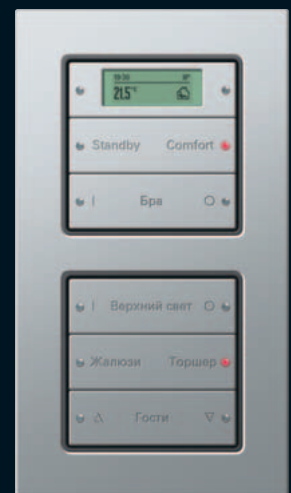 21.5°
Standby Comfort
I Бра O
I Верхний свет O
Жалюзи Торшер
△ Гости ▽